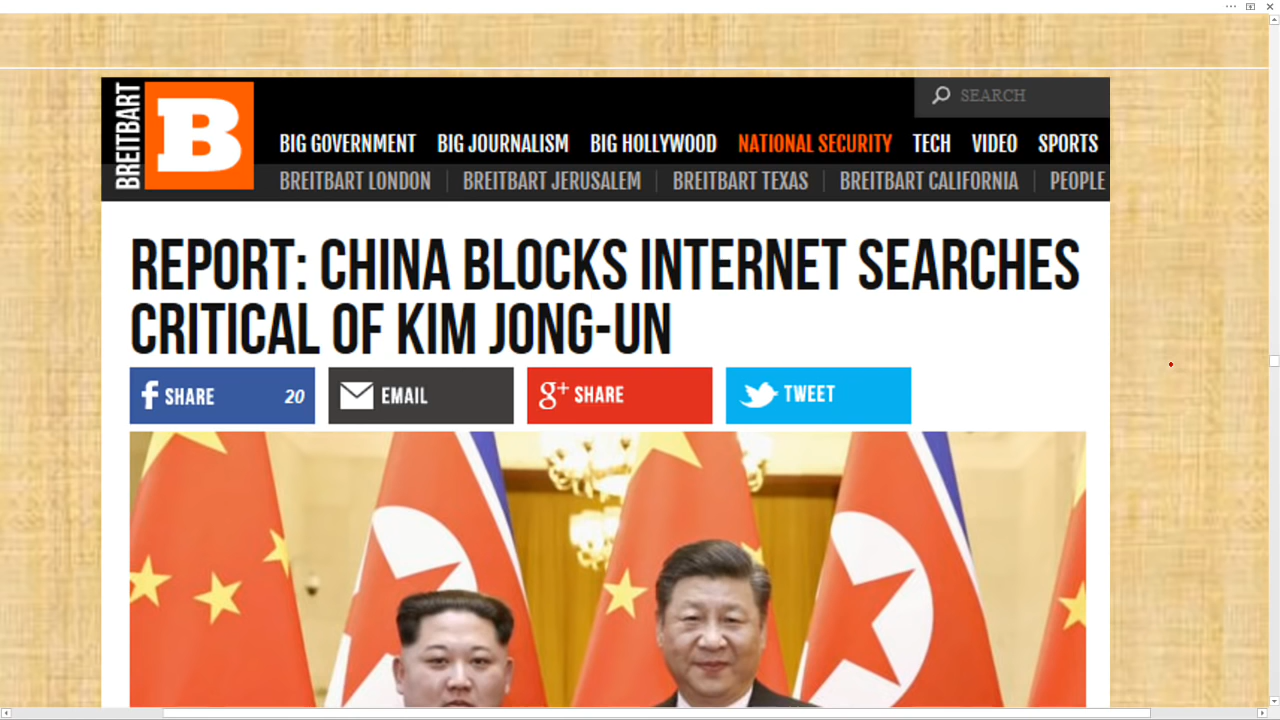 BREITBART
B
SEARCH
BIG GOVERNMENT BIG JOURNALISM BIG HOLLYWOOD NATIONAL SECURITY TECH VIDEO SPORTS
BREITBART LONDON BREITBART JERUSALEM BREITBART TEXAS BREITBART CALIFORNIA PEOPLE
REPORT: CHINA BLOCKS INTERNET SEARCHES
CRITICAL OF KIM JONG-UN
f SHARE 20 EMAIL g+ SHARE TWEET